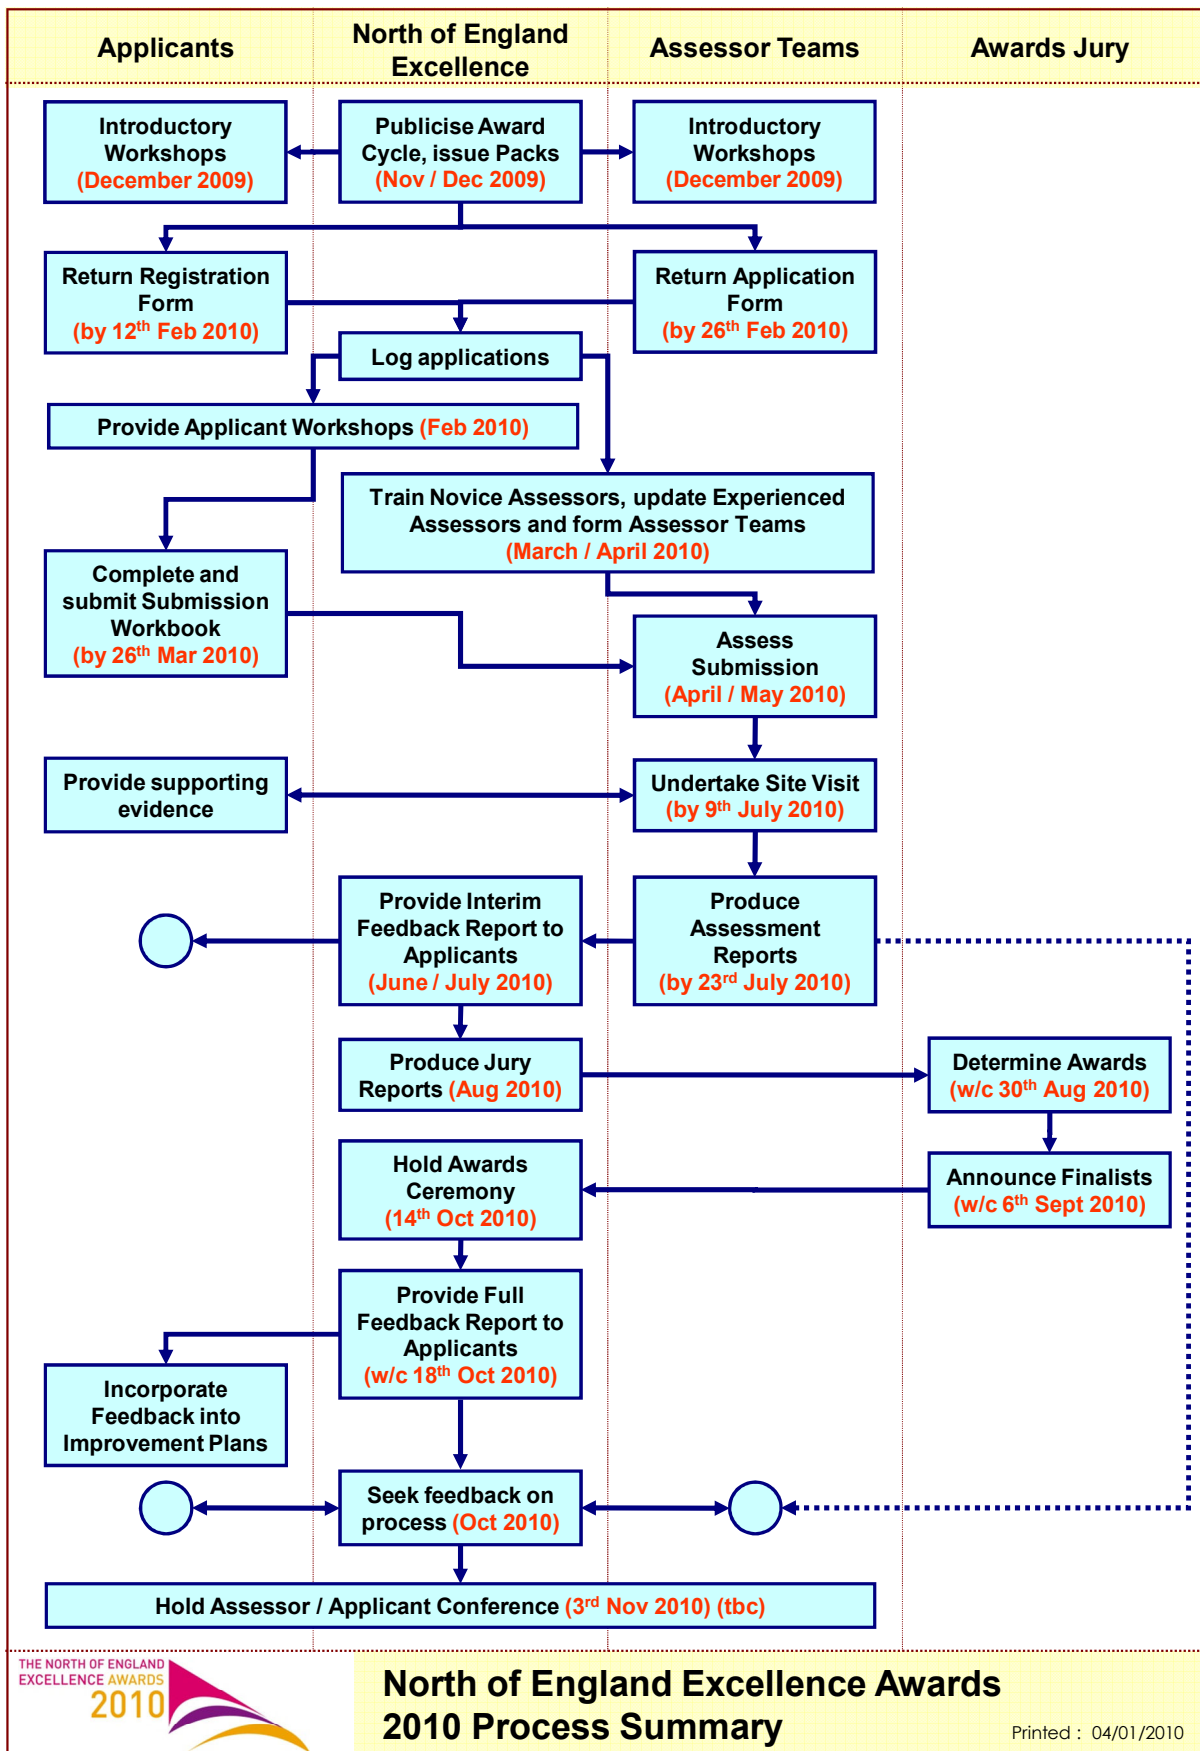 Applicants
North of England
Excellence
Assessor Teams
Awards Jury
Introductory
Workshops
(December 2009)
Publicise Award
Cycle, issue Packs
(Nov / Dec 2009)
Introductory
Workshops
(December 2009)
Return Registration
Form
(by 12th Feb 2010)
Return Application
Form
(by 26th Feb 2010)
Log applications
Provide Applicant Workshops (Feb 2010)
Train Novice Assessors, update Experienced
Assessors and form Assessor Teams
(March / April 2010)
Complete and
submit Submission
Workbook
(by 26th Mar 2010)
Assess
Submission
(April / May 2010)
Provide supporting
evidence
Undertake Site Visit
(by 9th July 2010)
Provide Interim
Feedback Report to
Applicants
(June / July 2010)
Produce
Assessment
Reports
(by 23rd July 2010)
Produce Jury
Reports (Aug 2010)
Determine Awards
(w/c 30th Aug 2010)
Hold Awards
Ceremony
(14th Oct 2010)
Announce Finalists
(w/c 6th Sept 2010)
Provide Full
Feedback Report to
Applicants
(w/c 18th Oct 2010)
Incorporate
Feedback into
Improvement Plans
Seek feedback on
process (Oct 2010)
Hold Assessor / Applicant Conference (3rd Nov 2010) (tbc)
THE NORTH OF ENGLAND
EXCELLENCE AWARDS
2010
North of England Excellence Awards
2010 Process Summary
Printed : 04/01/2010